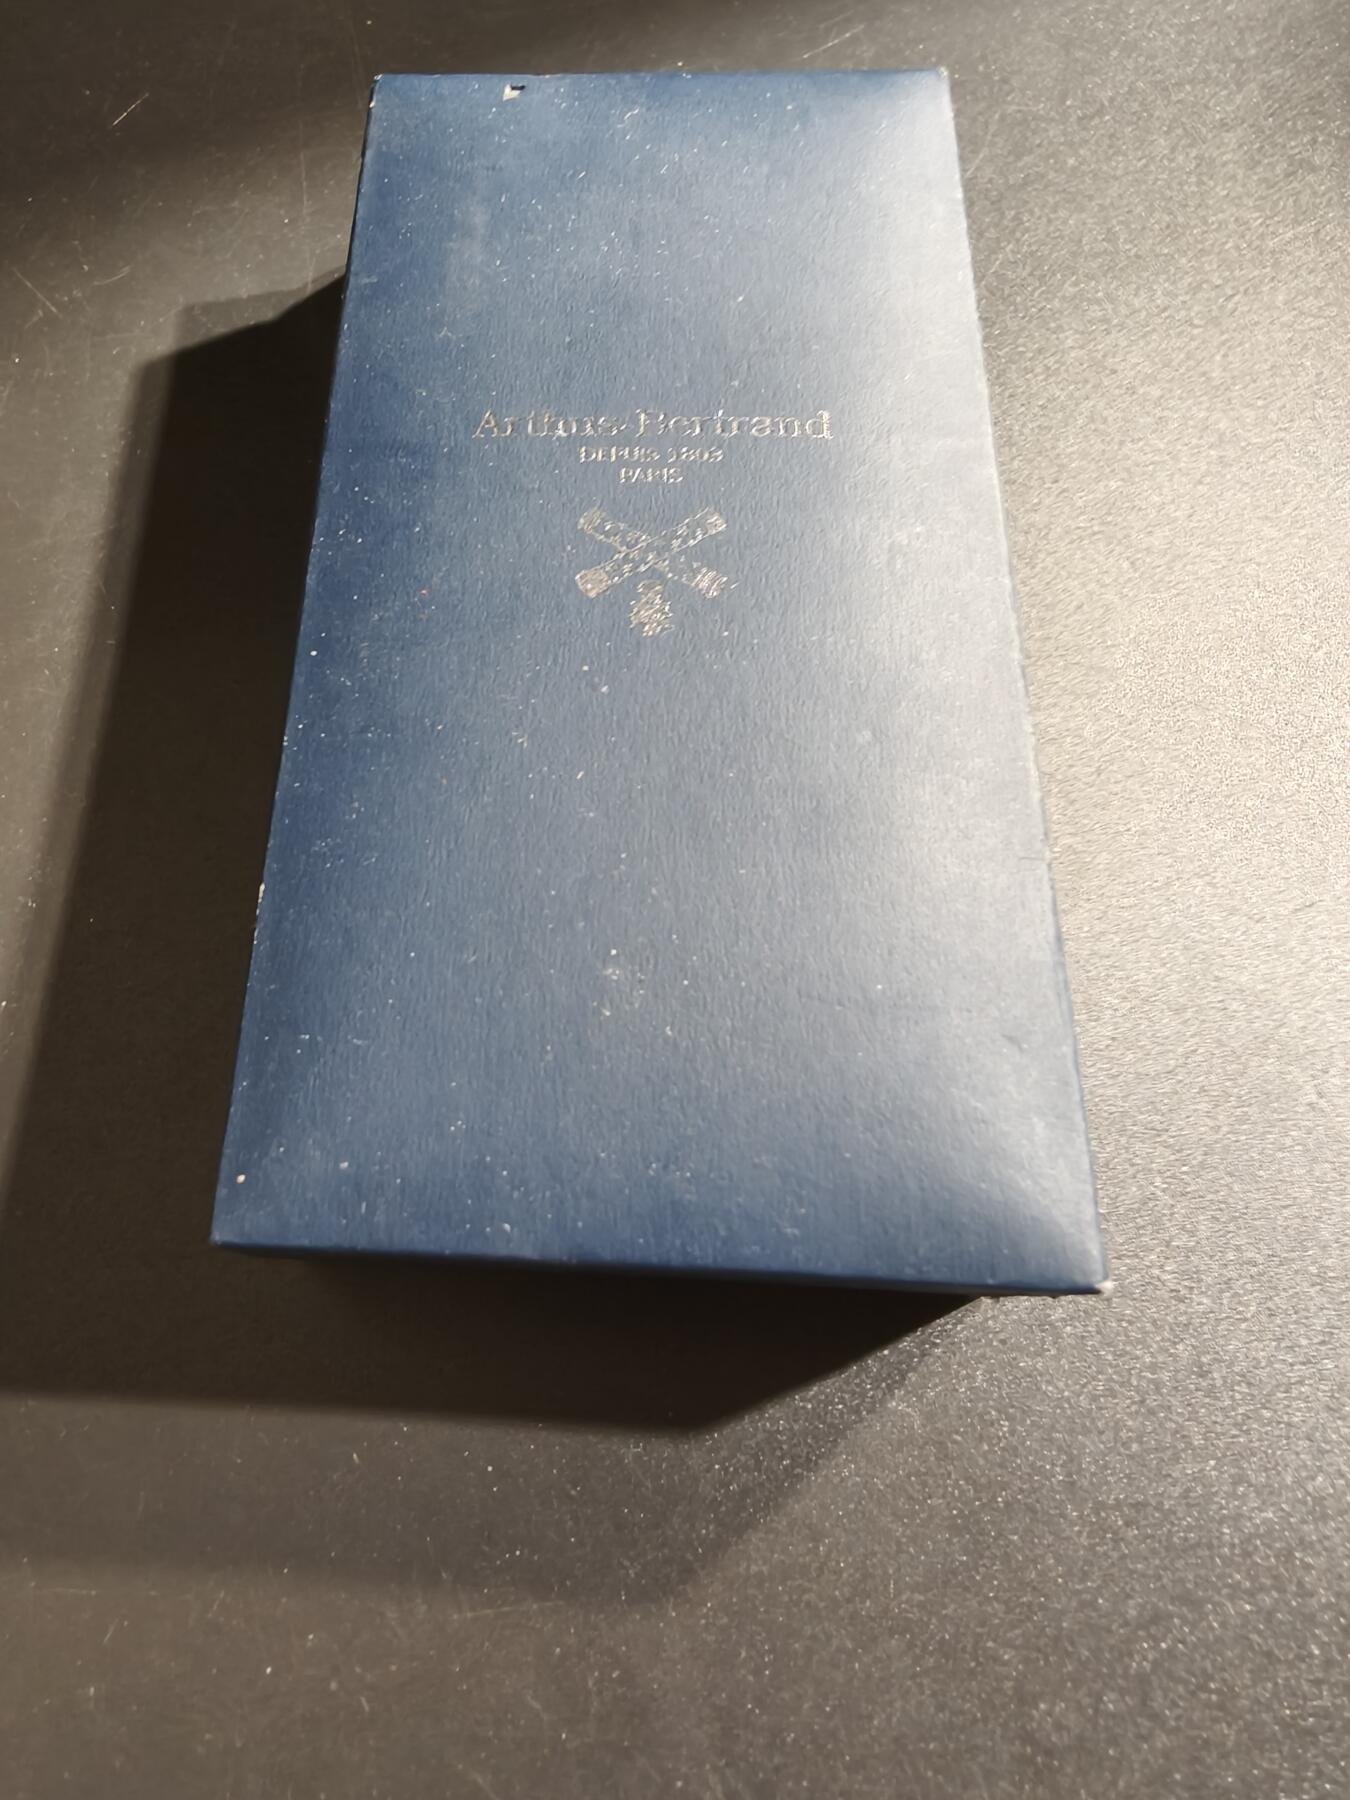 Arthus-Bertrand
DEPUIS 1803
PARIS